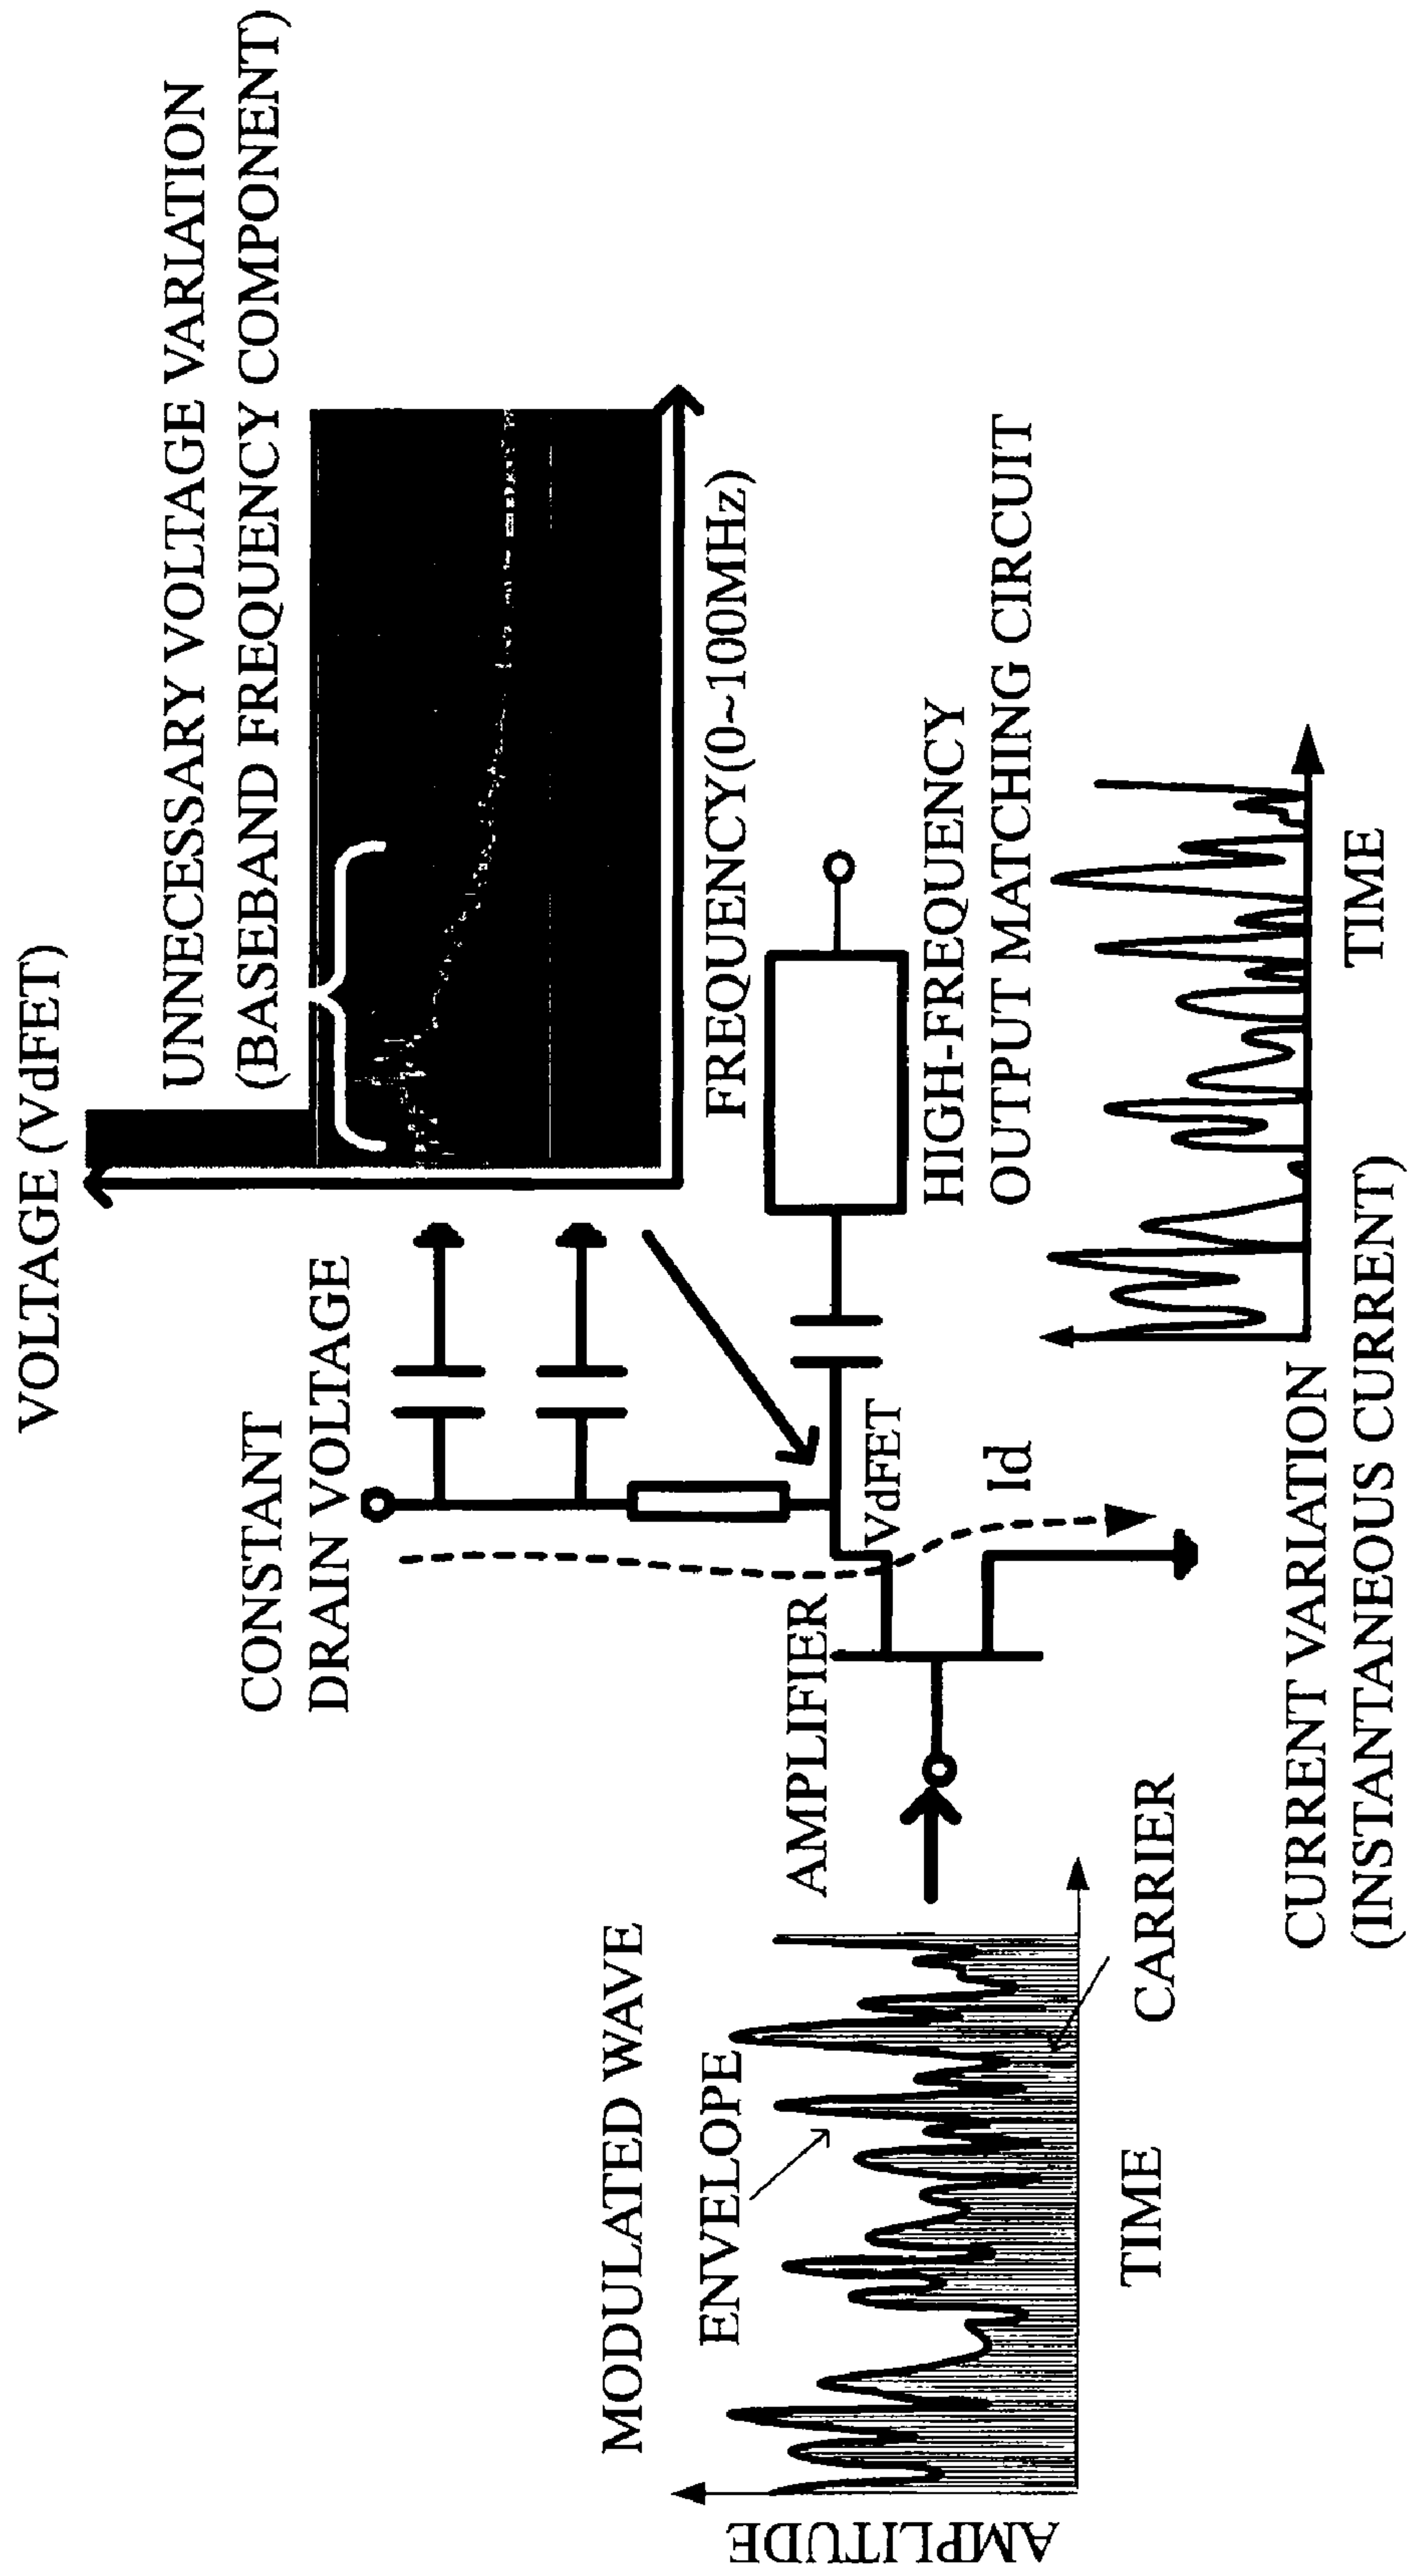 VOLTAGE (VdFET)
UNNECESSARY VOLTAGE VARIATION
(BASEBAND FREQUENCY COMPONENT)
CONSTANT
DRAIN VOLTAGE
FREQUENCY(0~100MHz)
MODULATED WAVE
ENVELOPE
AMPLIFIER
VdFET
HIGH-FREQUENCY
OUTPUT MATCHING CIRCUIT
Id
AMPLITUDE
TIME
CARRIER
CURRENT VARIATION
(INSTANTANEOUS CURRENT)
TIME